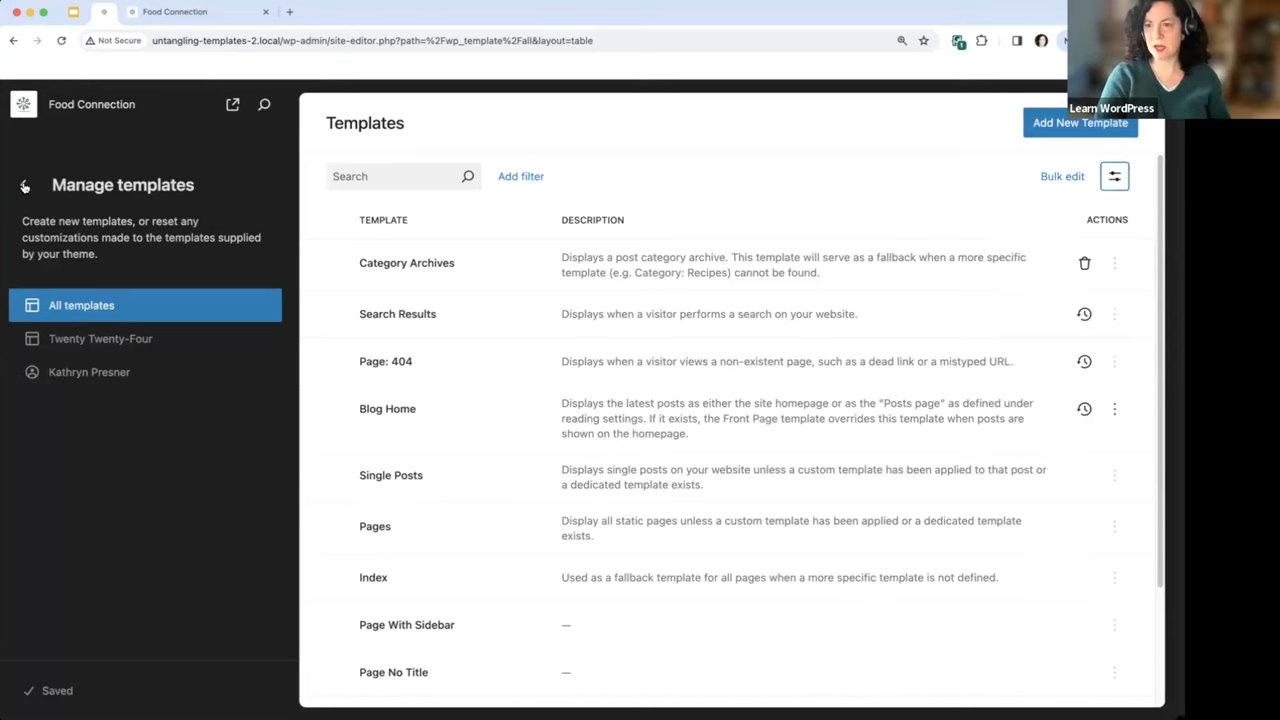 Food Connection
Not Secure
untangling-templates-2.local/wp-admin/site-editor.php?path=%2Fwp_template%2Fall&layout=table
1
Learn WordPress
Food Connection
Manage templates
Create new templates, or reset any
customizations made to the templates supplied
by your theme.
All templates
Twenty Twenty-Four
Kathryn Presner
Saved
Templates
Add New Template
Search
Add filter
Bulk edit
TEMPLATE DESCRIPTION ACTIONS
Category Archives
Displays a post category archive. This template will serve as a fallback when a more specific
template (e.g. Category: Recipes) cannot be found.
Search Results
Displays when a visitor performs a search on your website.
Page: 404
Displays when a visitor views a non-existent page, such as a dead link or a mistyped URL.
Blog Home
Displays the latest posts as either the site homepage or as the "Posts page" as defined under
reading settings. If it exists, the Front Page template overrides this template when posts are
shown on the homepage.
Single Posts
Displays single posts on your website unless a custom template has been applied to that post or
a dedicated template exists.
Pages
Display all static pages unless a custom template has been applied or a dedicated template
exists.
Index
Used as a fallback template for all pages when a more specific template is not defined.
Page With Sidebar
—
Page No Title
—